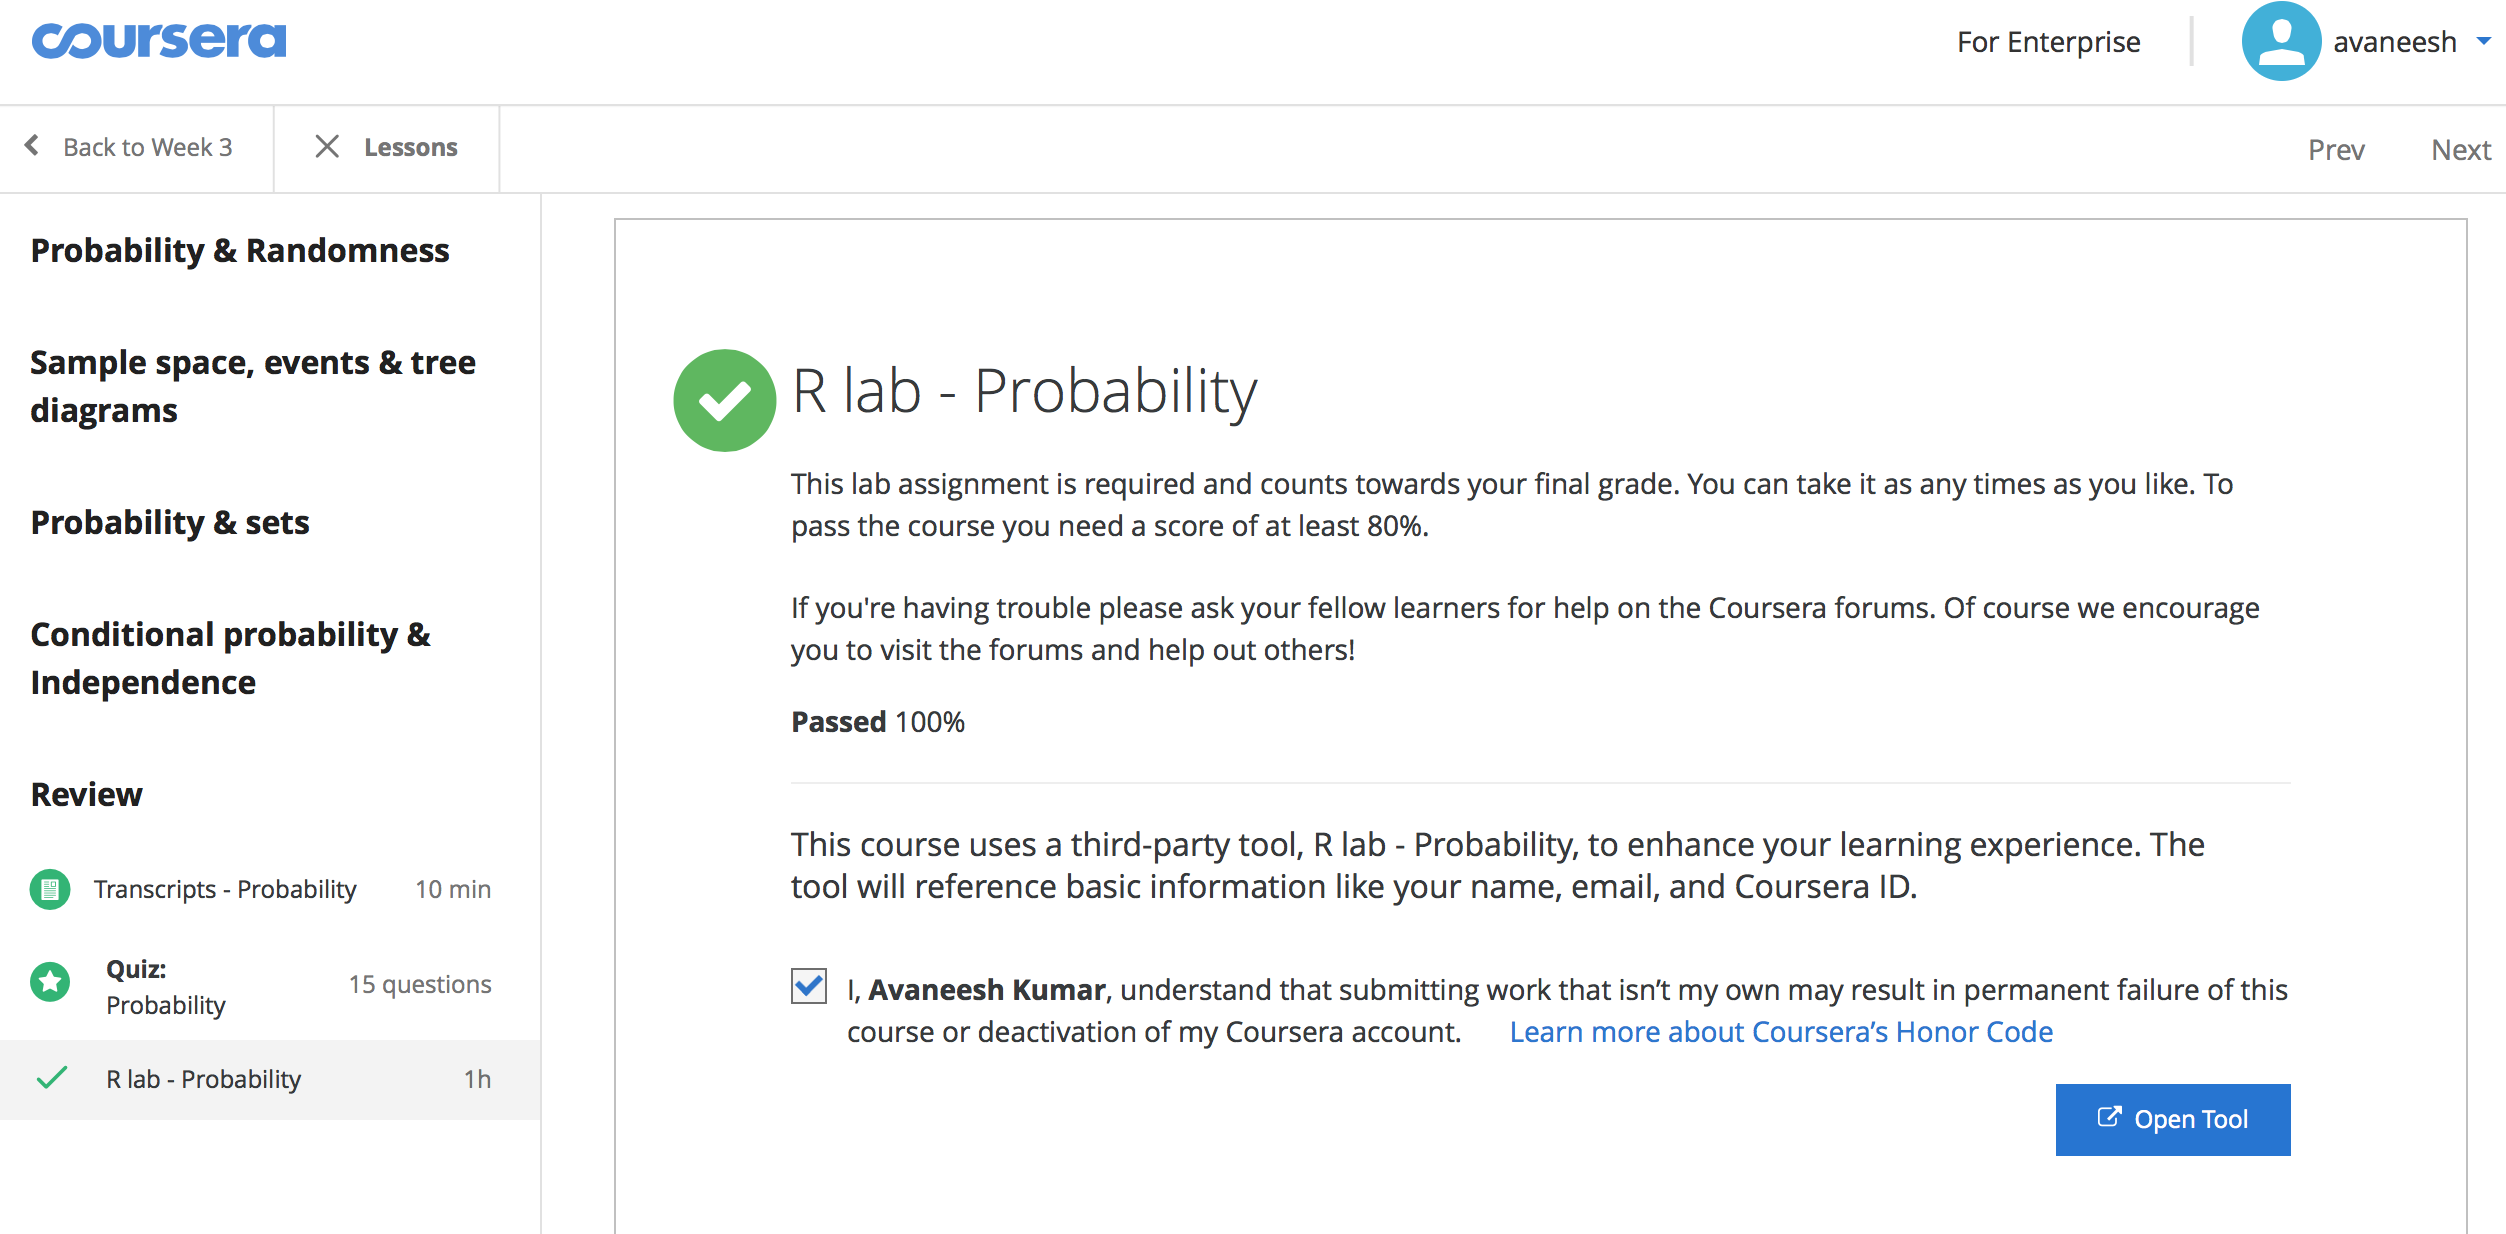 coursera
For Enterprise
avaneesh
Back to Week 3
Lessons
Prev
Next
Probability & Randomness
Sample space, events & tree
diagrams
Probability & sets
Conditional probability &
Independence
Review
Transcripts - Probability 10 min
Quiz:
Probability
15 questions
R lab - Probability 1h
R lab - Probability
This lab assignment is required and counts towards your final grade. You can take it as any times as you like. To
pass the course you need a score of at least 80%.
If you're having trouble please ask your fellow learners for help on the Coursera forums. Of course we encourage
you to visit the forums and help out others!
Passed 100%
This course uses a third-party tool, R lab - Probability, to enhance your learning experience. The
tool will reference basic information like your name, email, and Coursera ID.
I, Avaneesh Kumar, understand that submitting work that isn’t my own may result in permanent failure of this
course or deactivation of my Coursera account. Learn more about Coursera’s Honor Code
Open Tool